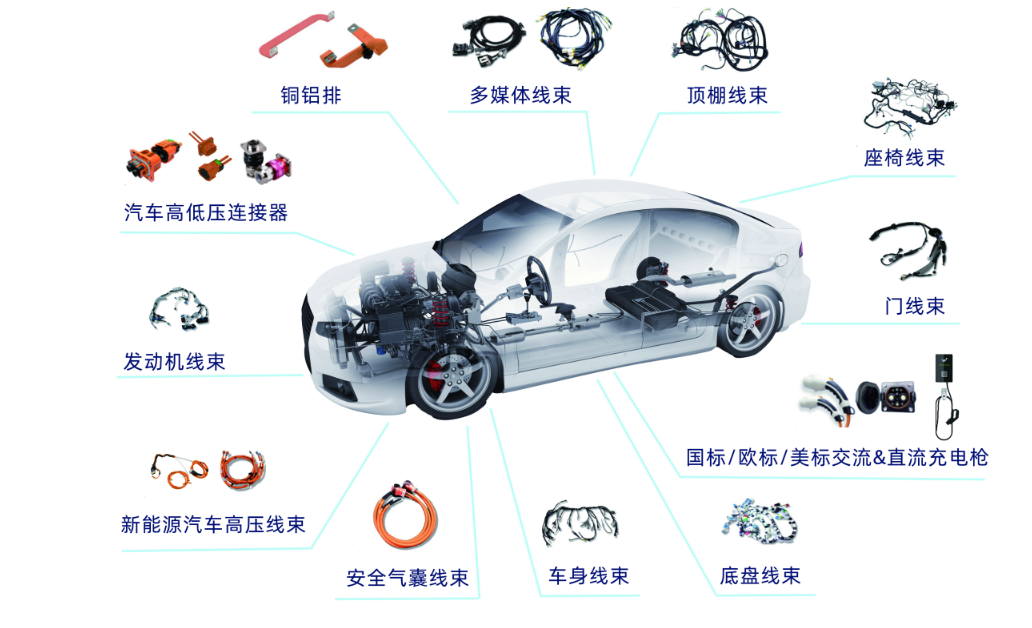 铜铝排
多媒体线束
顶棚线束
座椅线束
汽车高低压连接器
门线束
发动机线束
国标/欧标/美标交流&直流充电枪
新能源汽车高压线束
安全气囊线束
车身线束
底盘线束